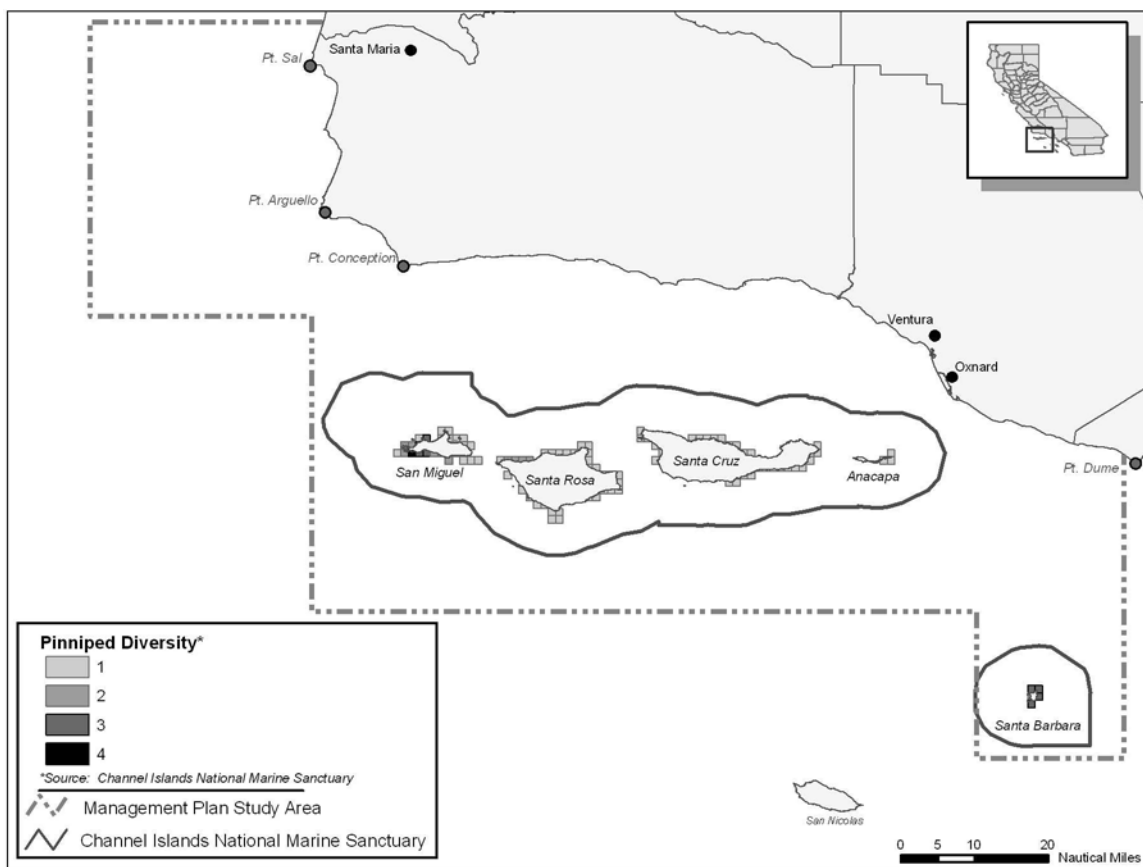 Santa Maria
Pt. Sal
Pt. Arguello
Pt. Conception
Ventura
Oxnard
Pt. Dume
San Miguel
Santa Rosa
Santa Cruz
Anacapa
Santa Barbara
San Nicolas
Pinniped Diversity*
1
2
3
4
*Source: Channel Islands National Marine Sanctuary
Management Plan Study Area
Channel Islands National Marine Sanctuary
0 5 10 20
Nautical Miles